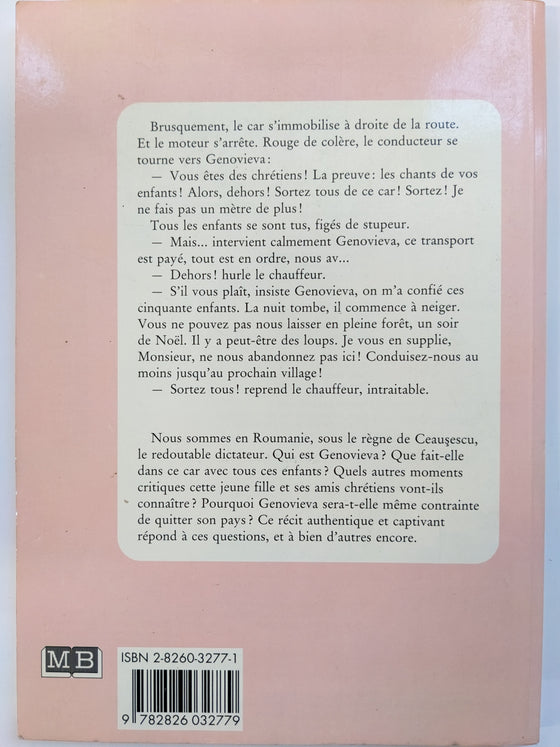 Brusquement, le car s'immobilise à droite de la route.
Et le moteur s'arrête. Rouge de colère, le conducteur se
tourne vers Genovieva :
— Vous êtes des chrétiens ! La preuve : les chants de vos
enfants ! Alors, dehors ! Sortez tous de ce car ! Sortez ! Je
ne fais pas un mètre de plus !
Tous les enfants se sont tus, figés de stupeur.
— Mais... intervient calmement Genovieva, ce transport
est payé, tout est en ordre, nous av...
— Dehors ! hurle le chauffeur.
— S'il vous plaît, insiste Genovieva, on m'a confié ces
cinquante enfants. La nuit tombe, il commence à neiger.
Vous ne pouvez pas nous laisser en pleine forêt, un soir
de Noël. Il y a peut-être des loups. Je vous en supplie,
Monsieur, ne nous abandonnez pas ici ! Conduisez-nous au
moins jusqu'au prochain village !
— Sortez tous ! reprend le chauffeur, intraitable.
Nous sommes en Roumanie, sous le règne de Ceauşescu,
le redoutable dictateur. Qui est Genovieva ? Que fait-elle
dans ce car avec tous ces enfants ? Quels autres moments
critiques cette jeune fille et ses amis chrétiens vont-ils
connaître ? Pourquoi Genovieva sera-t-elle même contrainte
de quitter son pays ? Ce récit authentique et captivant
répond à ces questions, et à bien d'autres encore.
MB
ISBN 2-8260-3277-1
9 782826 032779